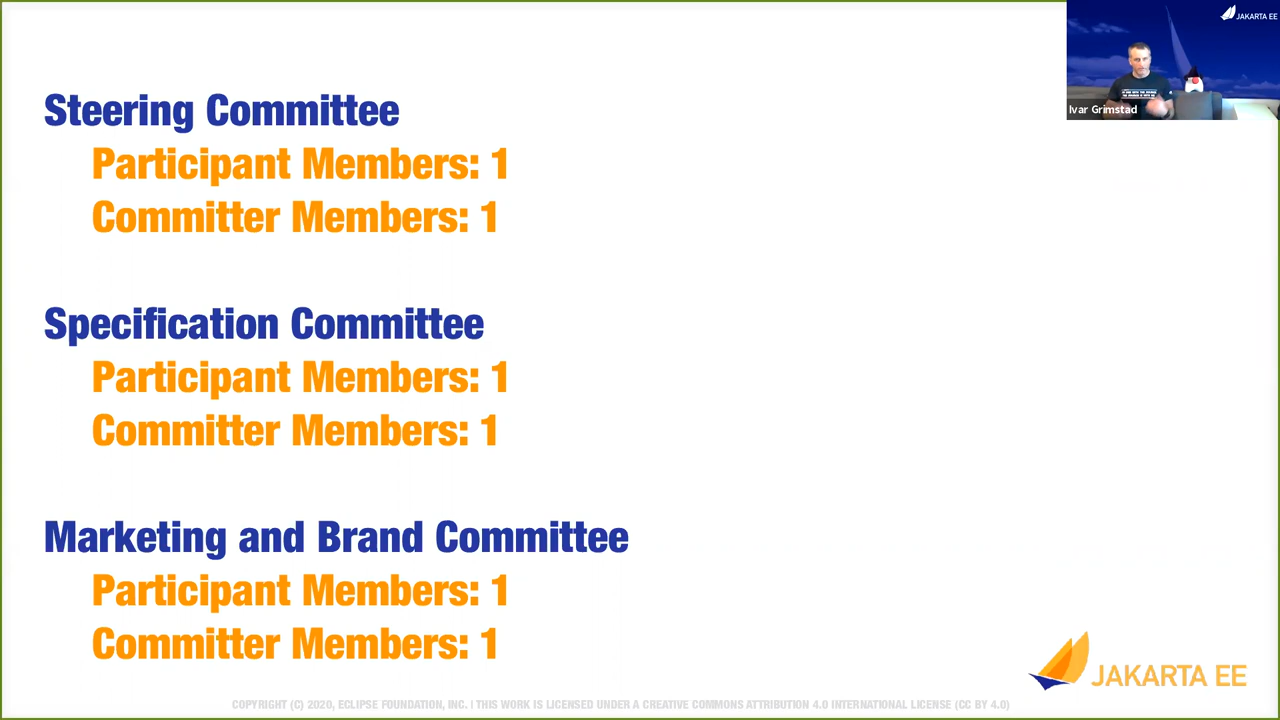 JAKARTA EE
Ivar Grimstad
Steering Committee
Participant Members: 1
Committer Members: 1
Specification Committee
Participant Members: 1
Committer Members: 1
Marketing and Brand Committee
Participant Members: 1
Committer Members: 1
JAKARTA EE
COPYRIGHT (C) 2020, ECLIPSE FOUNDATION, INC. | THIS WORK IS LICENSED UNDER A CREATIVE COMMONS ATTRIBUTION 4.0 INTERNATIONAL LICENSE (CC BY 4.0)